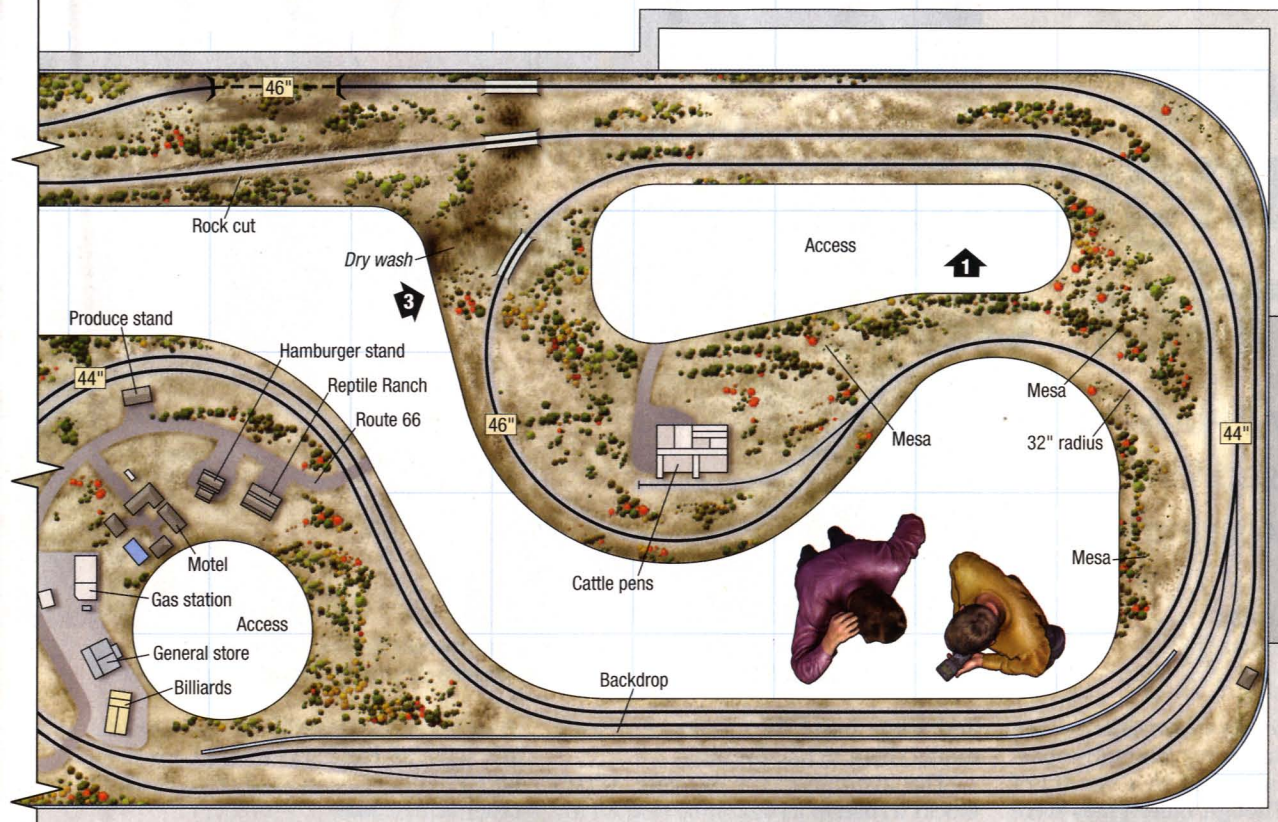 46"
Rock cut
Access
1
Dry wash
3
Produce stand
Hamburger stand
44"
Reptile Ranch
Route 66
46"
Mesa
Mesa
32" radius
44"
Motel
Gas station
Access
General store
Billiards
Cattle pens
Mesa
Backdrop